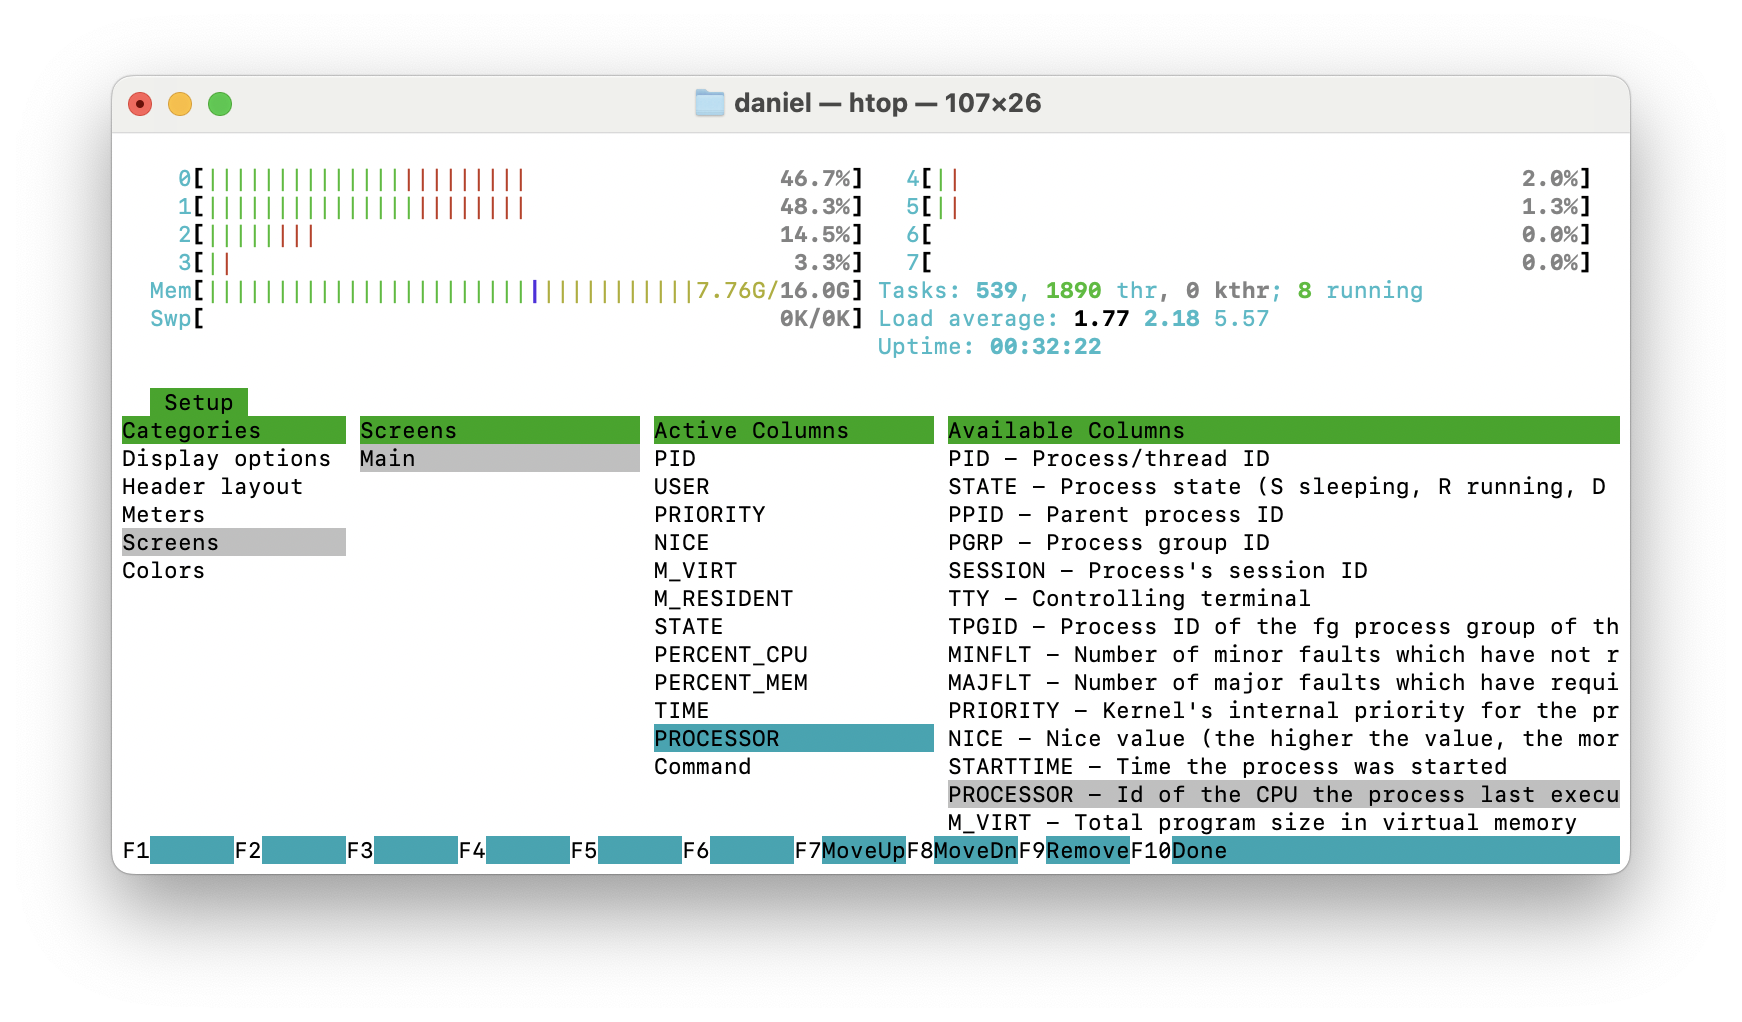 daniel — htop — 107×26
0[||||||||||||||||||||||| 46.7%] 4[|| 2.0%]
1[||||||||||||||||||||||| 48.3%] 5[|| 1.3%]
2[|||||||| 14.5%] 6[ 0.0%]
3[|| 3.3%] 7[ 0.0%]
Mem[|||||||||||||||||||||||||||||||||||7.76G/16.0G] Tasks: 539, 1890 thr, 0 kthr; 8 running
Swp[ 0K/0K] Load average: 1.77 2.18 5.57
Uptime: 00:32:22
Setup
Categories Screens Active Columns Available Columns
Display options Main PID PID – Process/thread ID
Header layout USER STATE – Process state (S sleeping, R running, D
Meters PRIORITY PPID – Parent process ID
Screens NICE PGRP – Process group ID
Colors M_VIRT SESSION – Process's session ID
M_RESIDENT TTY – Controlling terminal
STATE TPGID – Process ID of the fg process group of th
PERCENT_CPU MINFLT – Number of minor faults which have not r
PERCENT_MEM MAJFLT – Number of major faults which have requi
TIME PRIORITY – Kernel's internal priority for the pr
PROCESSOR NICE – Nice value (the higher the value, the mor
Command STARTTIME – Time the process was started
PROCESSOR – Id of the CPU the process last execu
M_VIRT – Total program size in virtual memory
F1 F2 F3 F4 F5 F6 F7MoveUpF8MoveDnF9RemoveF10Done